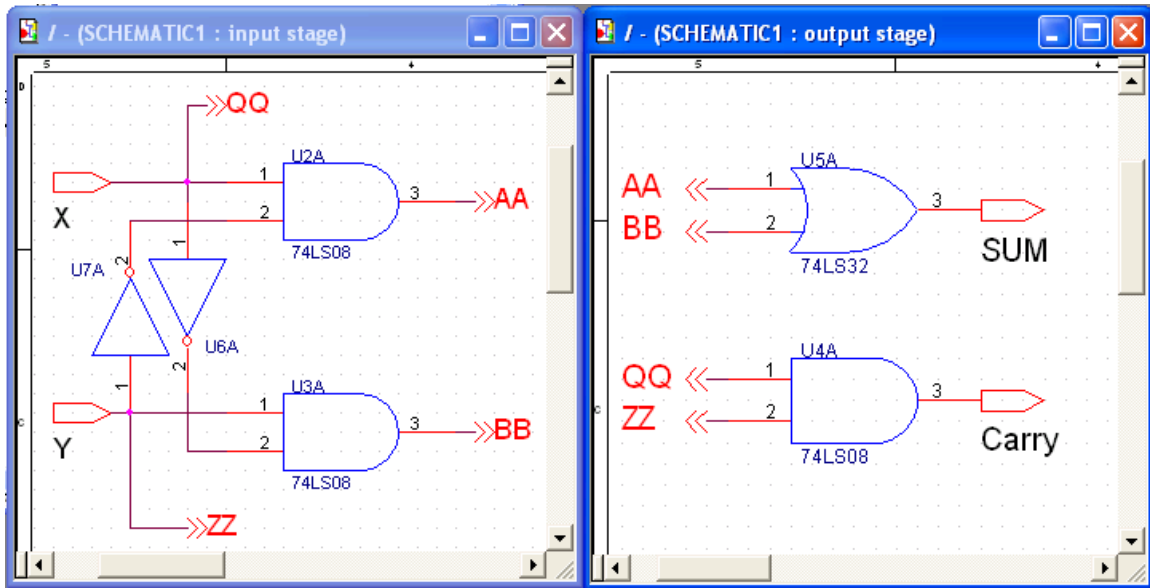 / - (SCHEMATIC1 : input stage)
5
4
D
QQ
U2A
1
2
3
AA
X
74LS08
U7A
2
1
U6A
1
2
U3A
Y
1
2
3
BB
C
74LS08
ZZ
/ - (SCHEMATIC1 : output stage)
5
4
U5A
AA
1
BB
2
3
74LS32
SUM
U4A
QQ
1
ZZ
2
3
C
74LS08
Carry